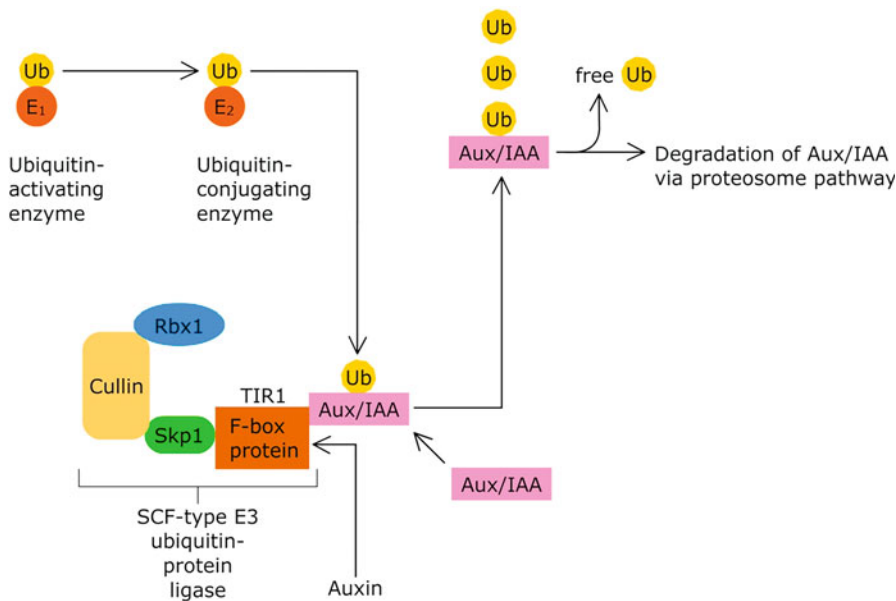 Ub
Ub
Ub
free Ub
Ub
Ub
E1
E2
Aux/IAA
Degradation of Aux/IAA
via proteosome pathway
Ubiquitin-
activating
enzyme
Ubiquitin-
conjugating
enzyme
Rbx1
Cullin
Ub
TIR1
Aux/IAA
Skp1
F-box
protein
Aux/IAA
SCF-type E3
ubiquitin-
protein
ligase
Auxin